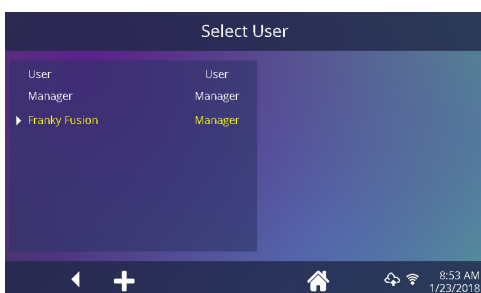 Select User
User User
Manager Manager
Franky Fusion Manager
8:53 AM
1/23/2018